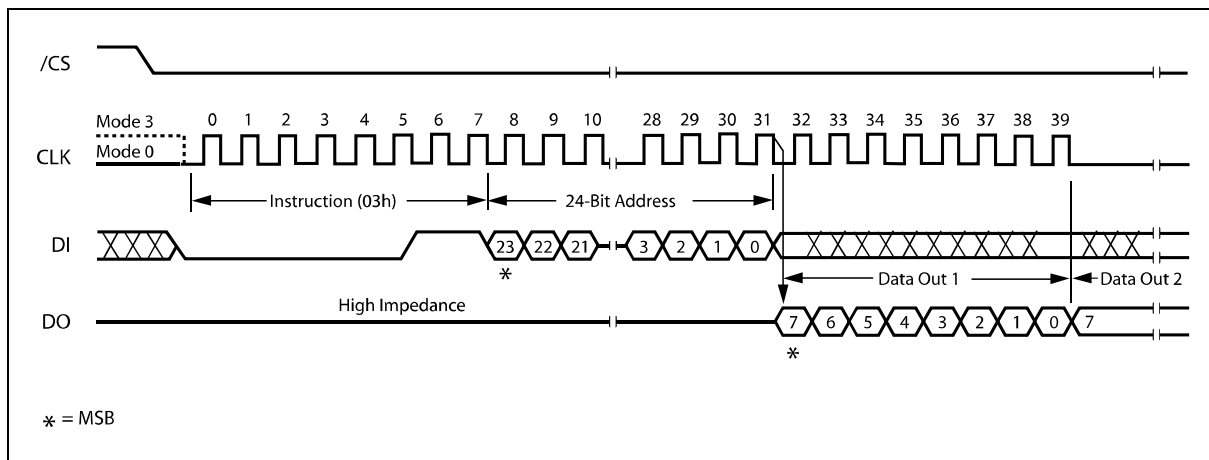 /CS
Mode 3
0 1 2 3 4 5 6 7 8 9 10 28 29 30 31 32 33 34 35 36 37 38 39
CLK
Mode 0
Instruction (03h) 24-Bit Address
DI
23 22 21 3 2 1 0
*
Data Out 1 Data Out 2
High Impedance
DO
7 6 5 4 3 2 1 0 7
*
* = MSB